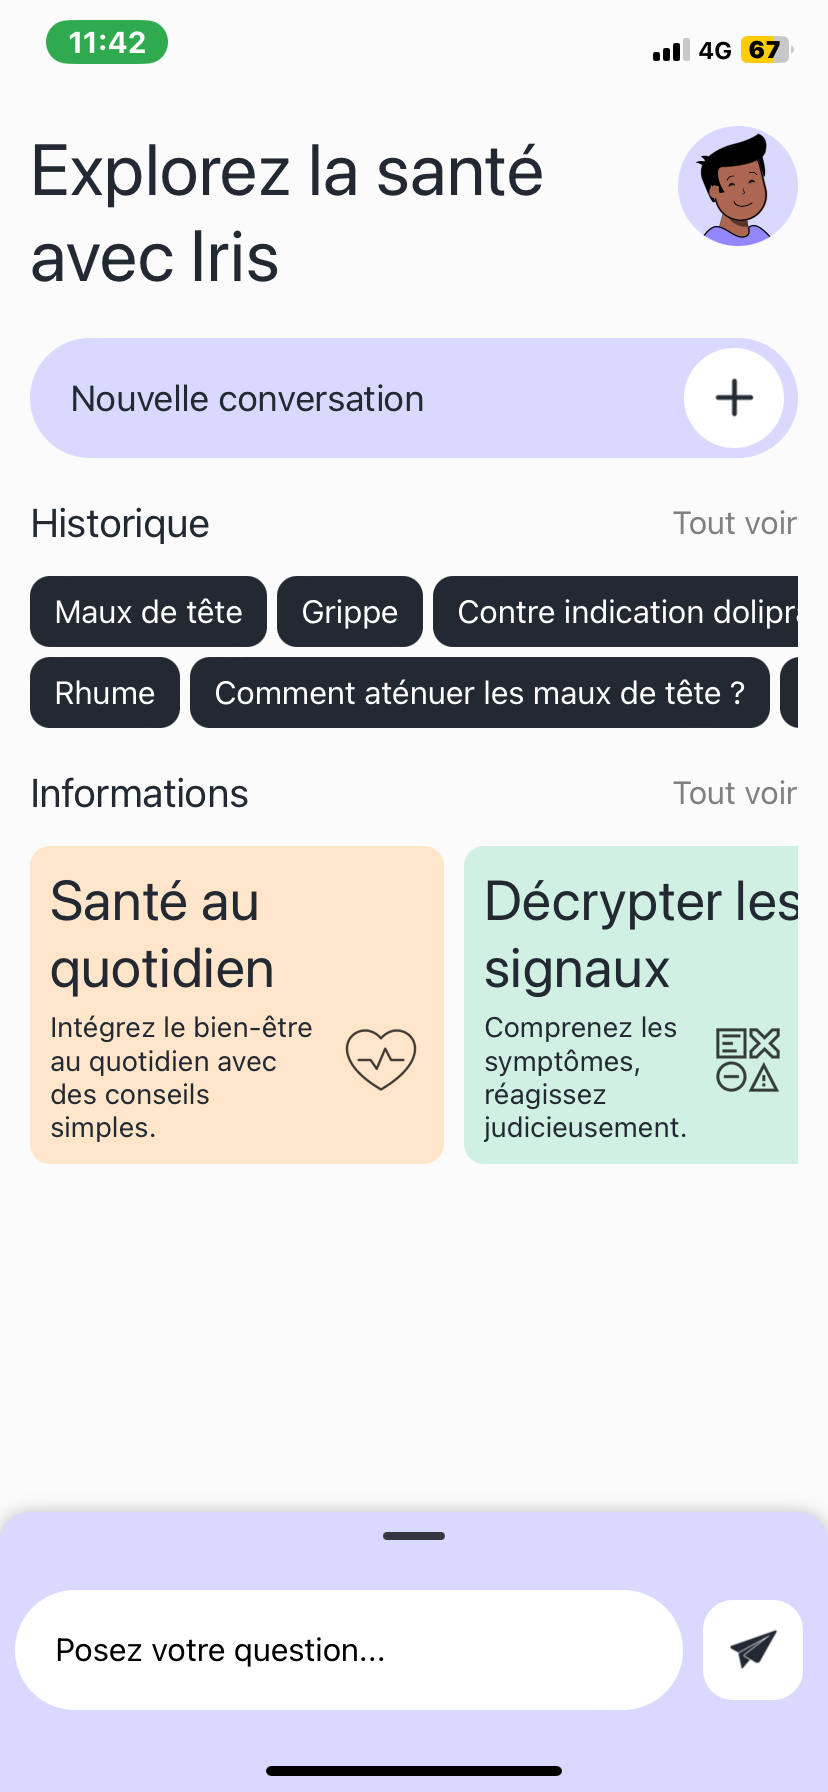 11:42
4G 67
Explorez la santé
avec Iris
Nouvelle conversation
Historique Tout voir
Maux de tête Grippe Contre indication dolipr
Rhume Comment aténuer les maux de tête ?
Informations Tout voir
Santé au
quotidien
Intégrez le bien-être
au quotidien avec
des conseils
simples.
Décrypter les
signaux
Comprenez les
symptômes,
réagissez
judicieusement.
Posez votre question...